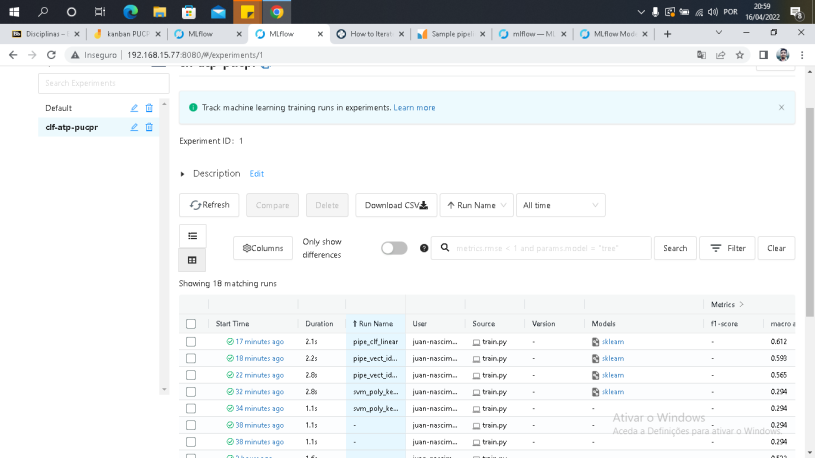 20:59
POR
16/04/2022
8
Disciplinas –
kanban PUCP
MLflow
MLflow
How to Iterat
Sample pipel
mlflow — ML
MLflow Mode
Inseguro | 192.168.15.77:8080/#/experiments/1
clf-atp-pucpr
Search Experiments
Default
clf-atp-pucpr
Track machine learning training runs in experiments. Learn more
Experiment ID: 1
Description Edit
Refresh
Compare
Delete
Download CSV
Run Name
All time
Columns
Only show
differences
metrics.rmse < 1 and params.model = "tree"
Search
Filter
Clear
Showing 18 matching runs
Metrics >
Start Time Duration ↑ Run Name User Source Version Models f1-score macro a
17 minutes ago 2.1s pipe_clf_linear juan-nascim... train.py - sklearn - 0.612
18 minutes ago 2.2s pipe_vect_id... juan-nascim... train.py - sklearn - 0.593
22 minutes ago 2.8s pipe_vect_id... juan-nascim... train.py - sklearn - 0.565
32 minutes ago 2.8s svm_poly_ke... juan-nascim... train.py - sklearn - 0.294
34 minutes ago 1.1s svm_poly_ke... juan-nascim... train.py - - - 0.294
38 minutes ago 1.1s - juan-nascim... train.py - - - 0.294
38 minutes ago 1.1s - juan-nascim... train.py - - - 0.294
Ativar o Windows
Aceda a Definições para ativar o Windows.